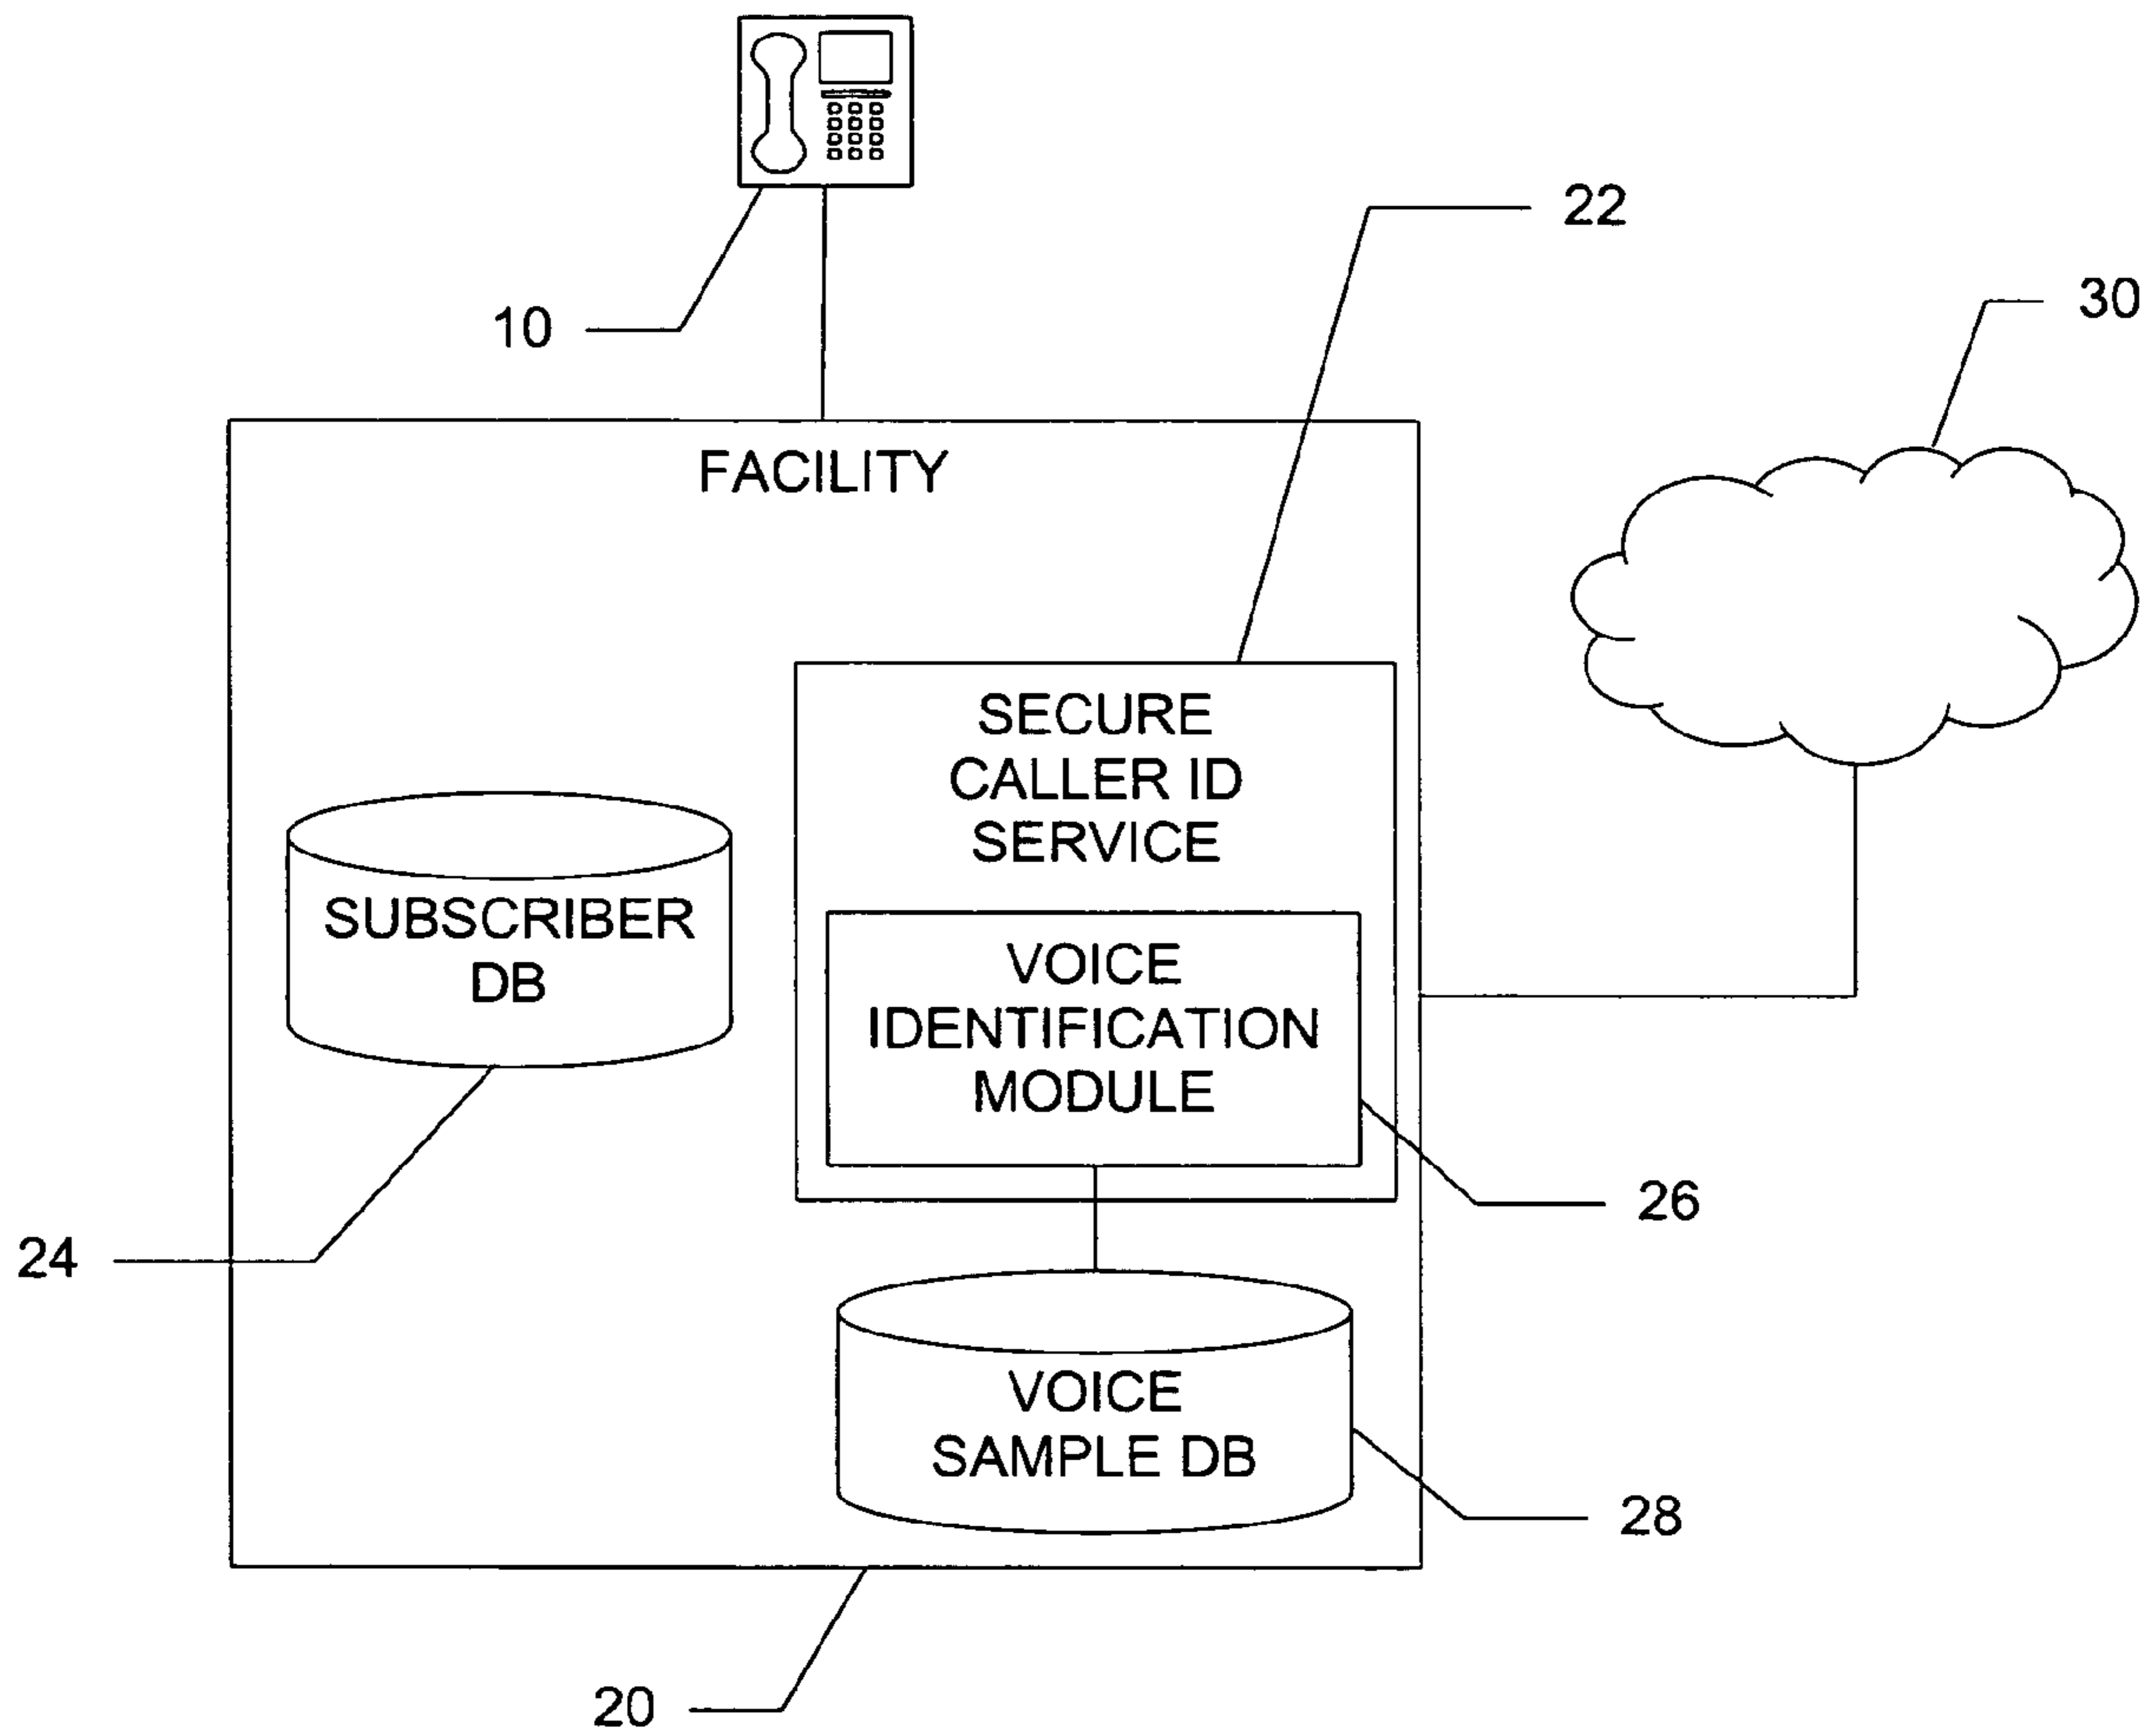 10
22
30
FACILITY
SECURE
CALLER ID
SERVICE
SUBSCRIBER
DB
VOICE
IDENTIFICATION
MODULE
26
24
VOICE
SAMPLE DB
28
20